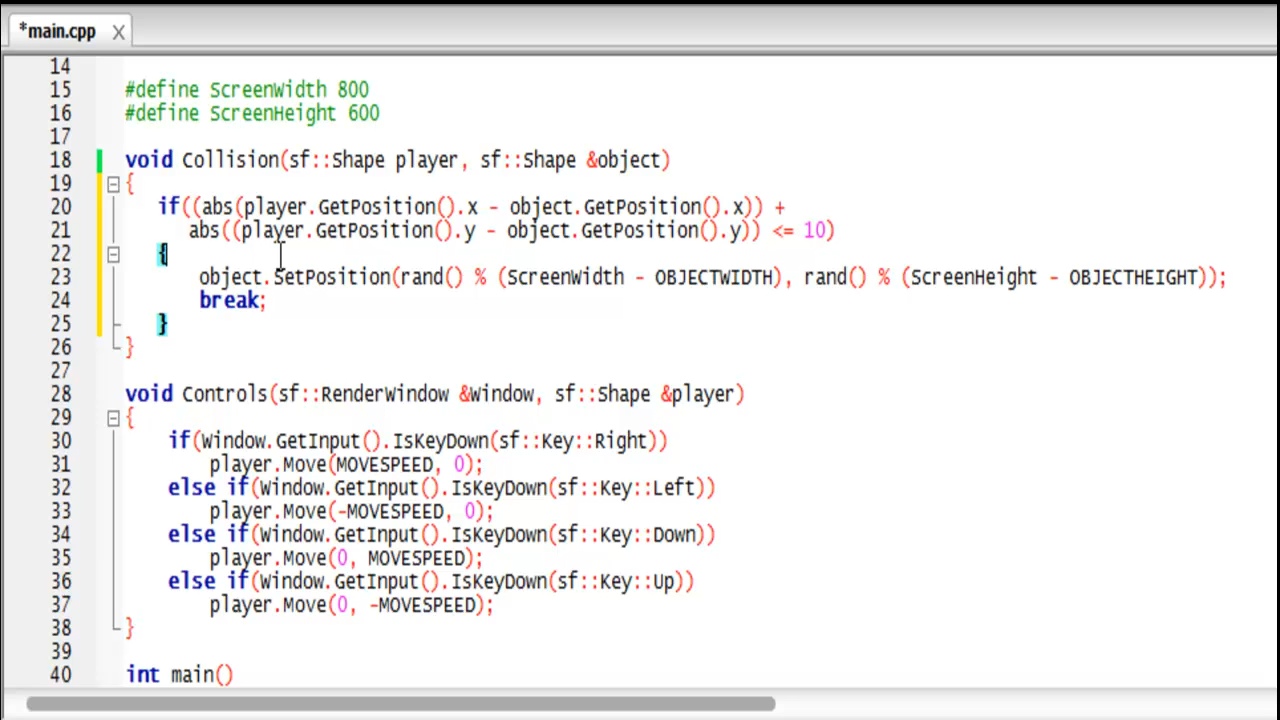 *main.cpp X
14
15 #define ScreenWidth 800
16 #define ScreenHeight 600
17
18 void Collision(sf::Shape player, sf::Shape &object)
19 {
20 if((abs(player.GetPosition().x - object.GetPosition().x)) +
21 abs((player.GetPosition().y - object.GetPosition().y)) <= 10)
22 {
23 object.SetPosition(rand() % (ScreenWidth - OBJECTWIDTH), rand() % (ScreenHeight - OBJECTHEIGHT));
24 break;
25 }
26 }
27
28 void Controls(sf::RenderWindow &Window, sf::Shape &player)
29 {
30 if(Window.GetInput().IsKeyDown(sf::Key::Right))
31 player.Move(MOVESPEED, 0);
32 else if(Window.GetInput().IsKeyDown(sf::Key::Left))
33 player.Move(-MOVESPEED, 0);
34 else if(Window.GetInput().IsKeyDown(sf::Key::Down))
35 player.Move(0, MOVESPEED);
36 else if(Window.GetInput().IsKeyDown(sf::Key::Up))
37 player.Move(0, -MOVESPEED);
38 }
39
40 int main()